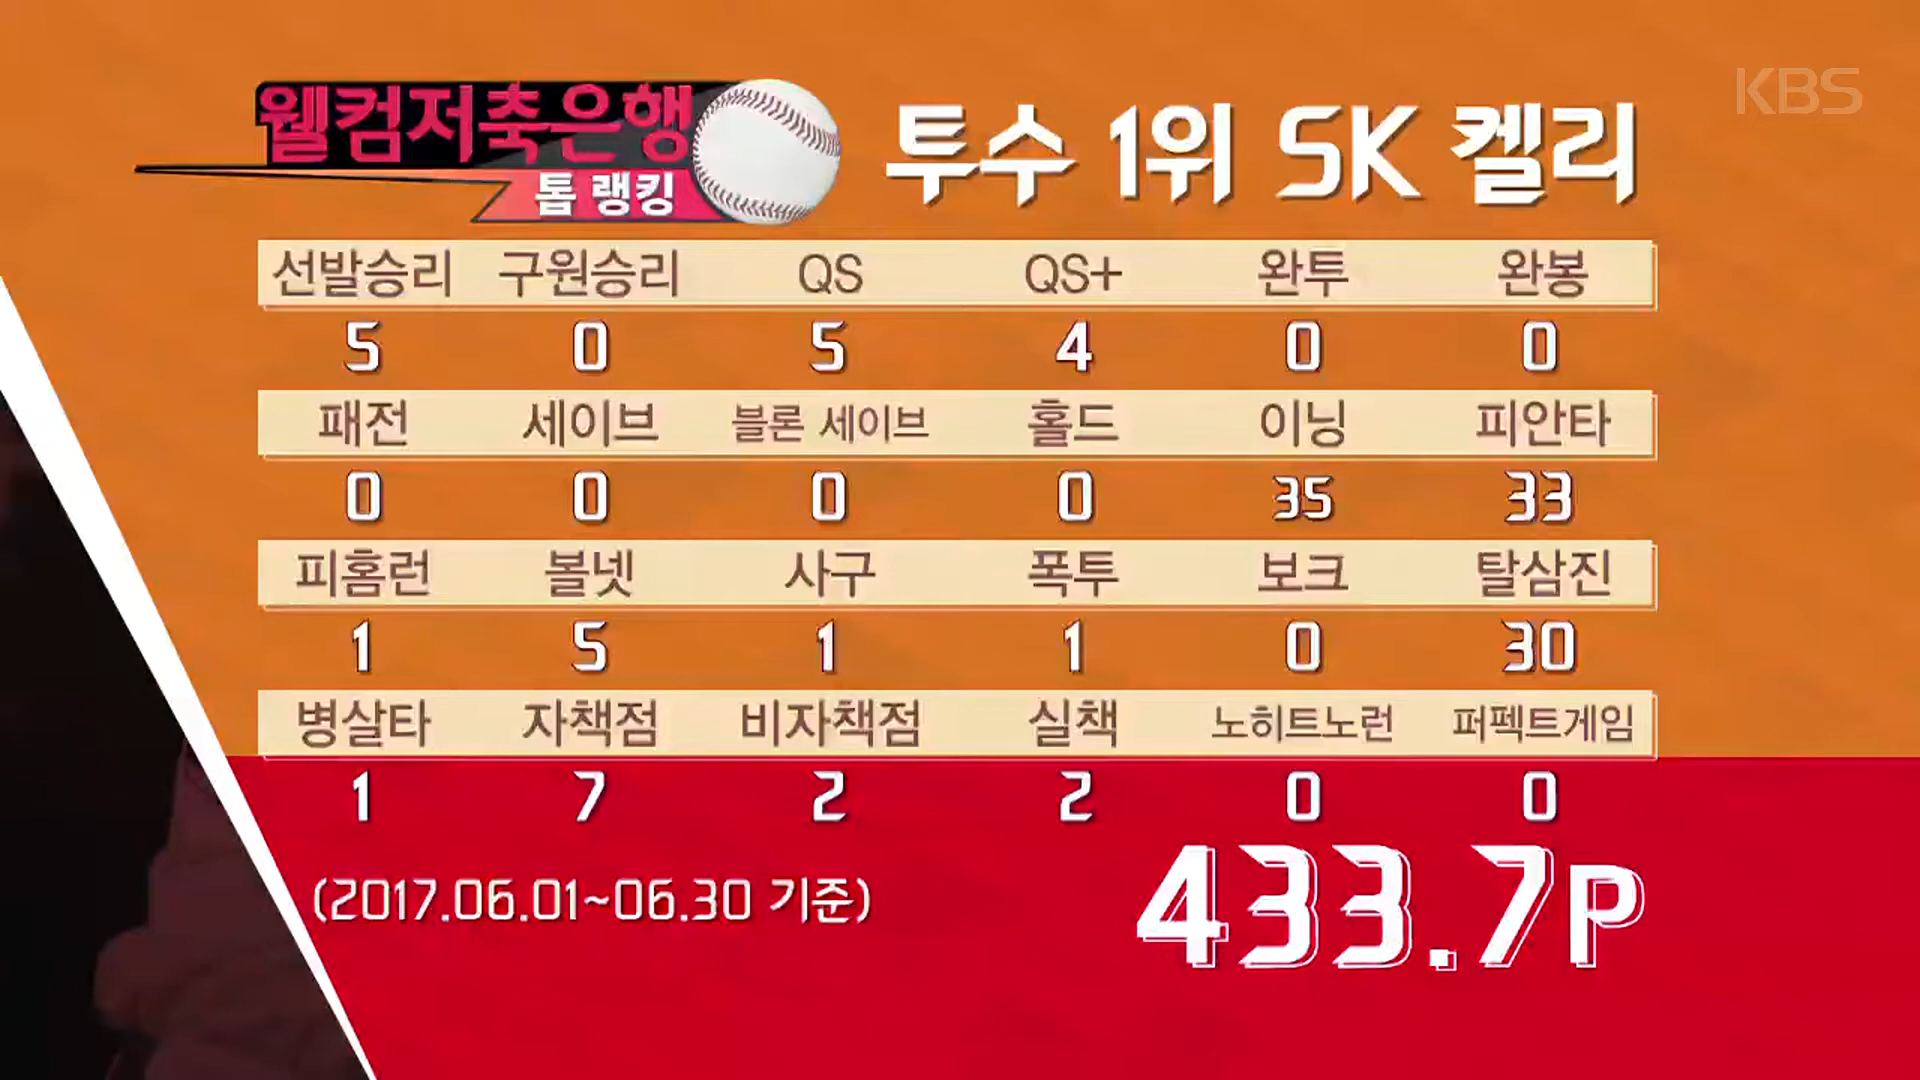 KBS
웰컴저축은행
톱 랭킹
투수 1위 SK 켈리
선발승리 구원승리 QS QS+ 완투 완봉
5 0 5 4 0 0
패전 세이브 블론 세이브 홀드 이닝 피안타
0 0 0 0 35 33
피홈런 볼넷 사구 폭투 보크 탈삼진
1 5 1 1 0 30
병살타 자책점 비자책점 실책 노히트노런 퍼펙트게임
1 7 2 2 0 0
(2017.06.01~06.30 기준)
433.7P